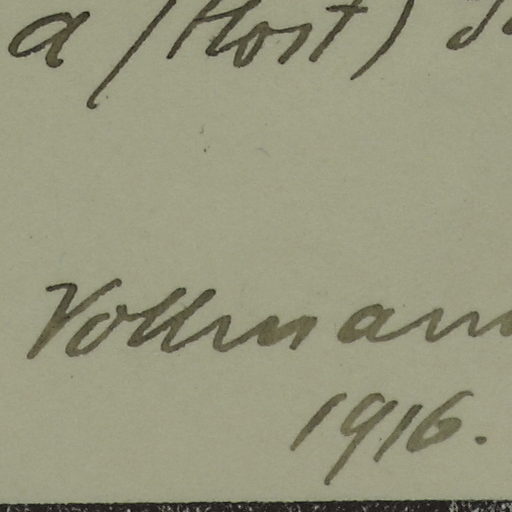 a (Host)
Vollmann
1916.